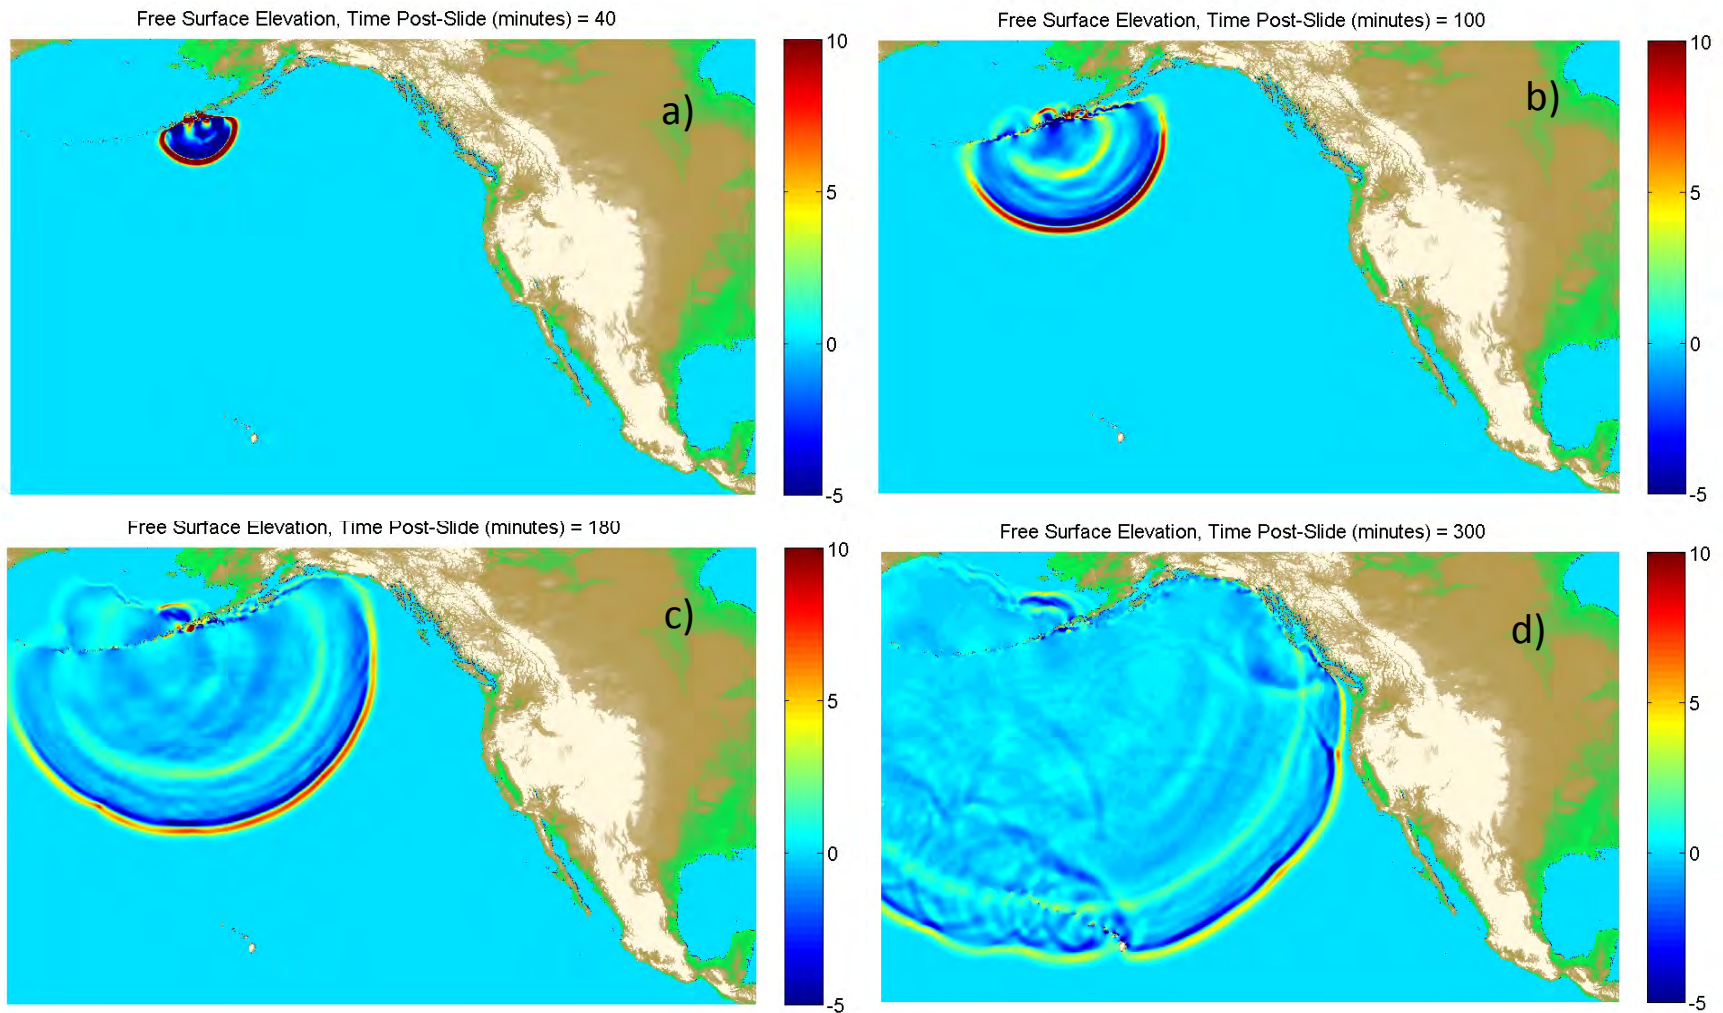 Free Surface Elevation, Time Post-Slide (minutes) = 40
10
5
0
-5
a)
Free Surface Elevation, Time Post-Slide (minutes) = 100
10
5
0
-5
b)
Free Surface Elevation, Time Post-Slide (minutes) = 180
10
5
0
-5
c)
Free Surface Elevation, Time Post-Slide (minutes) = 300
10
5
0
-5
d)